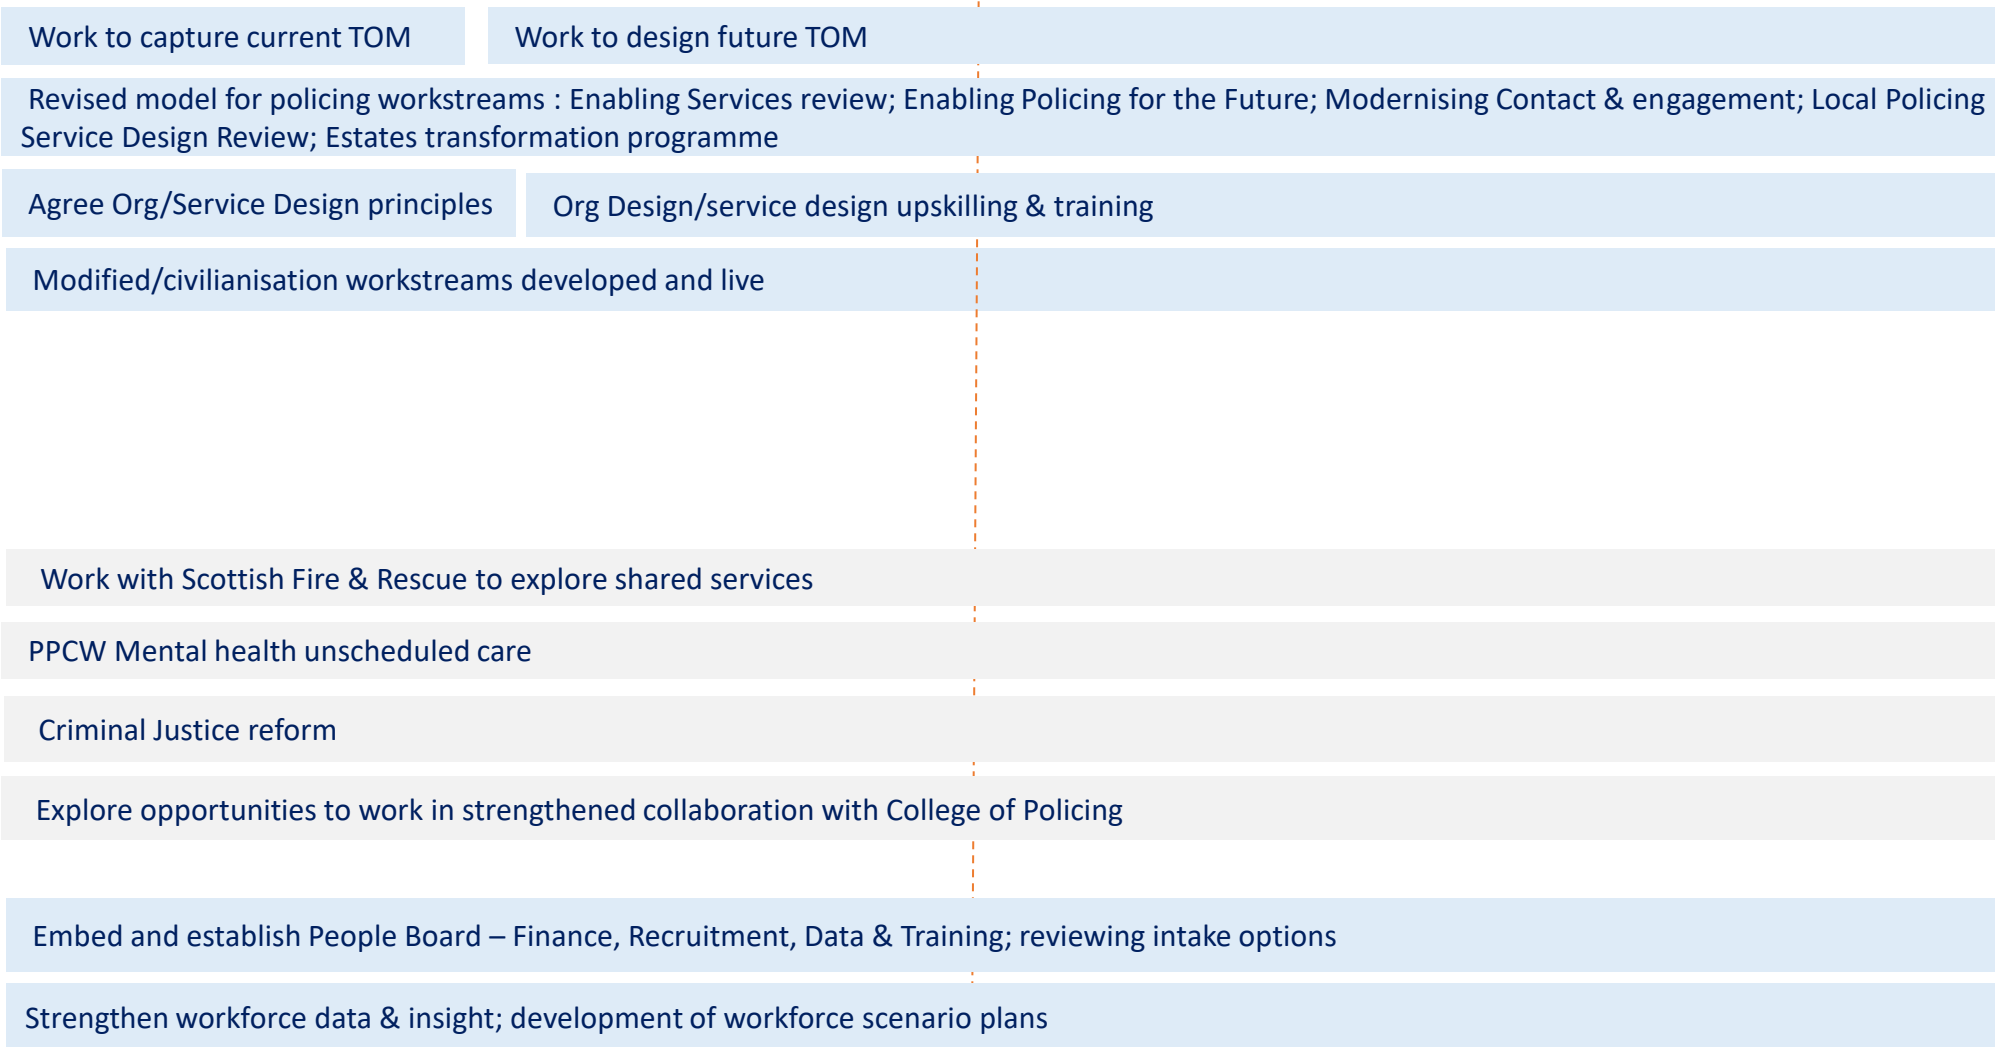 Work to capture current TOM
Work to design future TOM
Revised model for policing workstreams : Enabling Services review; Enabling Policing for the Future; Modernising Contact & engagement; Local Policing
Service Design Review; Estates transformation programme
Agree Org/Service Design principles
Org Design/service design upskilling & training
Modified/civilianisation workstreams developed and live
Work with Scottish Fire & Rescue to explore shared services
PPCW Mental health unscheduled care
Criminal Justice reform
Explore opportunities to work in strengthened collaboration with College of Policing
Embed and establish People Board – Finance, Recruitment, Data & Training; reviewing intake options
Strengthen workforce data & insight; development of workforce scenario plans